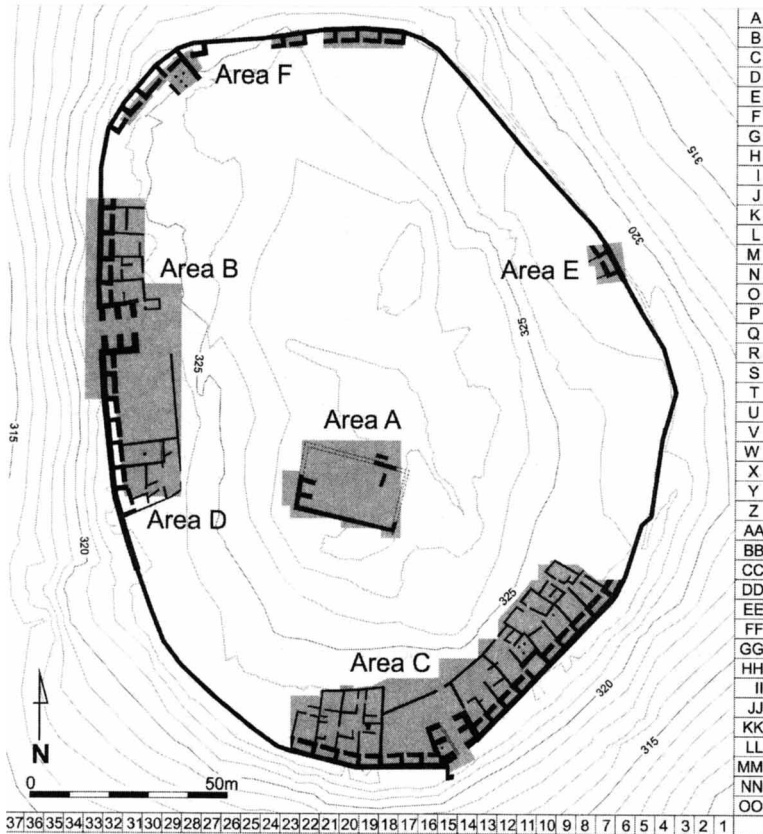 A
B
C
D
E
F
G
H
I
J
K
L
M
N
O
P
Q
R
S
T
U
V
W
X
Y
Z
AA
BB
CC
DD
EE
FF
GG
HH
II
JJ
KK
LL
MM
NN
OO
Area F
315
320
Area E
Area B
325
325
315
Area A
Area D
320
325
Area C
320
315
N
0 50m
37 36 35 34 33 32 31 30 29 28 27 26 25 24 23 22 21 20 19 18 17 16 15 14 13 12 11 10 9 8 7 6 5 4 3 2 1